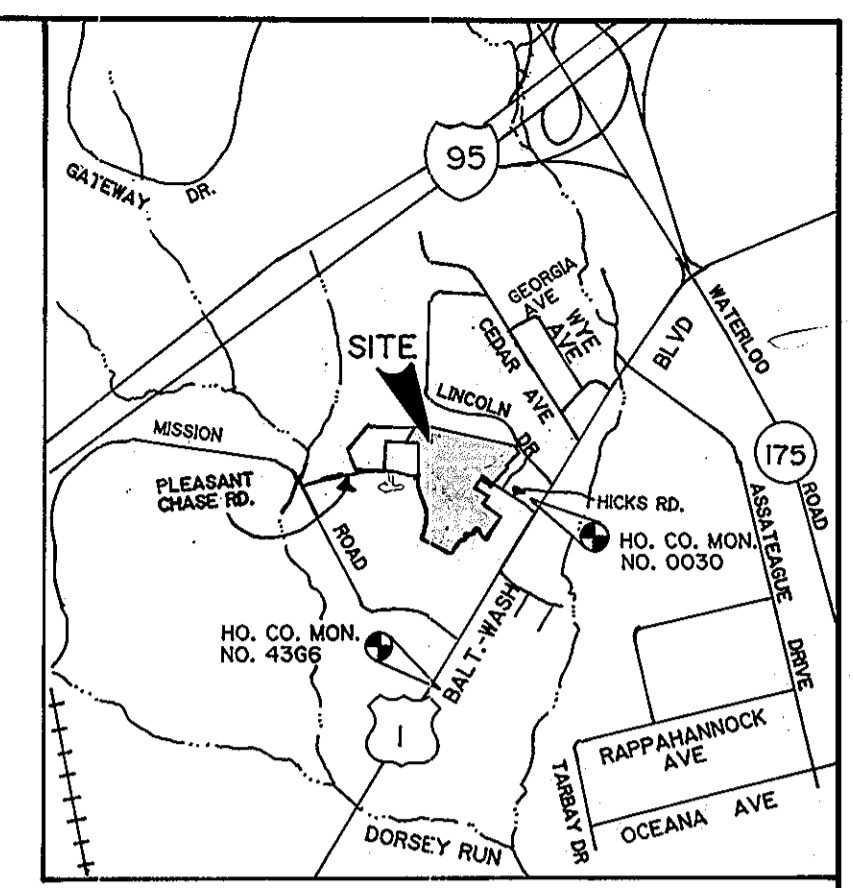 95
GATEWAY DR.
GEORGIA
AVE
WYE
AVE
CEDAR AVE.
WATERLOO
ROAD
BLVD
SITE
LINCOLN
DR
MISSION
ROAD
175
PLEASANT
CHASE RD.
HICKS RD.
ASSATEAGUE DRIVE
HO. CO. MON.
NO. 0030
HO. CO. MON.
NO. 43G6
BALT.-WASH
1
RAPPAHANNOCK
AVE
TARBAY DR
OCEANA AVE
DORSEY RUN